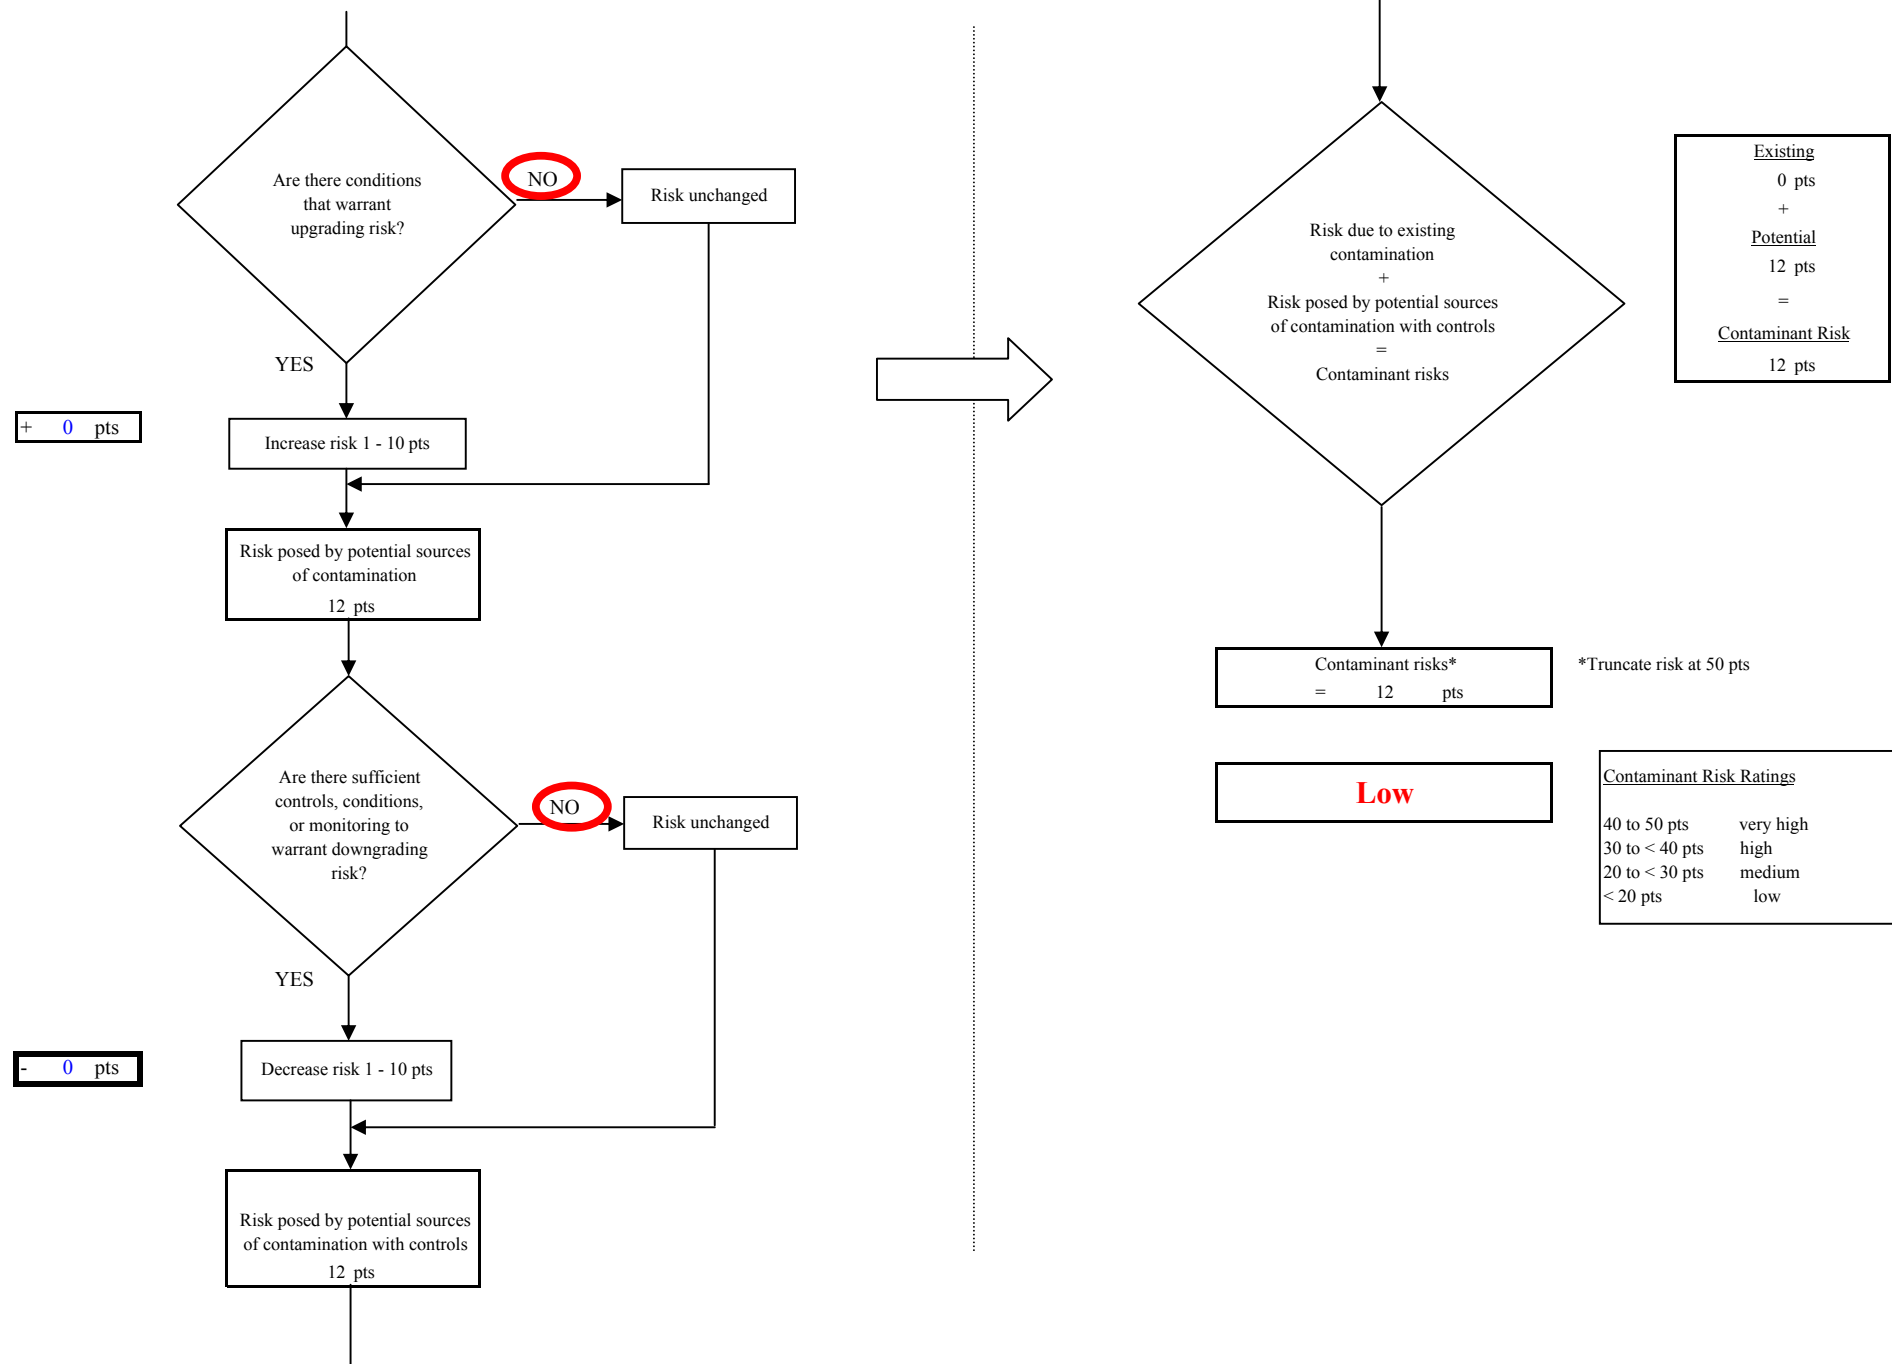 Are there conditions
that warrant
upgrading risk?
NO
Risk unchanged
YES
+ 0 pts
Increase risk 1 - 10 pts
Risk posed by potential sources
of contamination
12 pts
Are there sufficient
controls, conditions,
or monitoring to
warrant downgrading
risk?
NO
Risk unchanged
YES
- 0 pts
Decrease risk 1 - 10 pts
Risk posed by potential sources
of contamination with controls
12 pts
Risk due to existing
contamination
+
Risk posed by potential sources
of contamination with controls
=
Contaminant risks
Existing
0 pts
+
Potential
12 pts
=
Contaminant Risk
12 pts
Contaminant risks*
= 12 pts
*Truncate risk at 50 pts
Low
Contaminant Risk Ratings
40 to 50 pts very high
30 to < 40 pts high
20 to < 30 pts medium
< 20 pts low